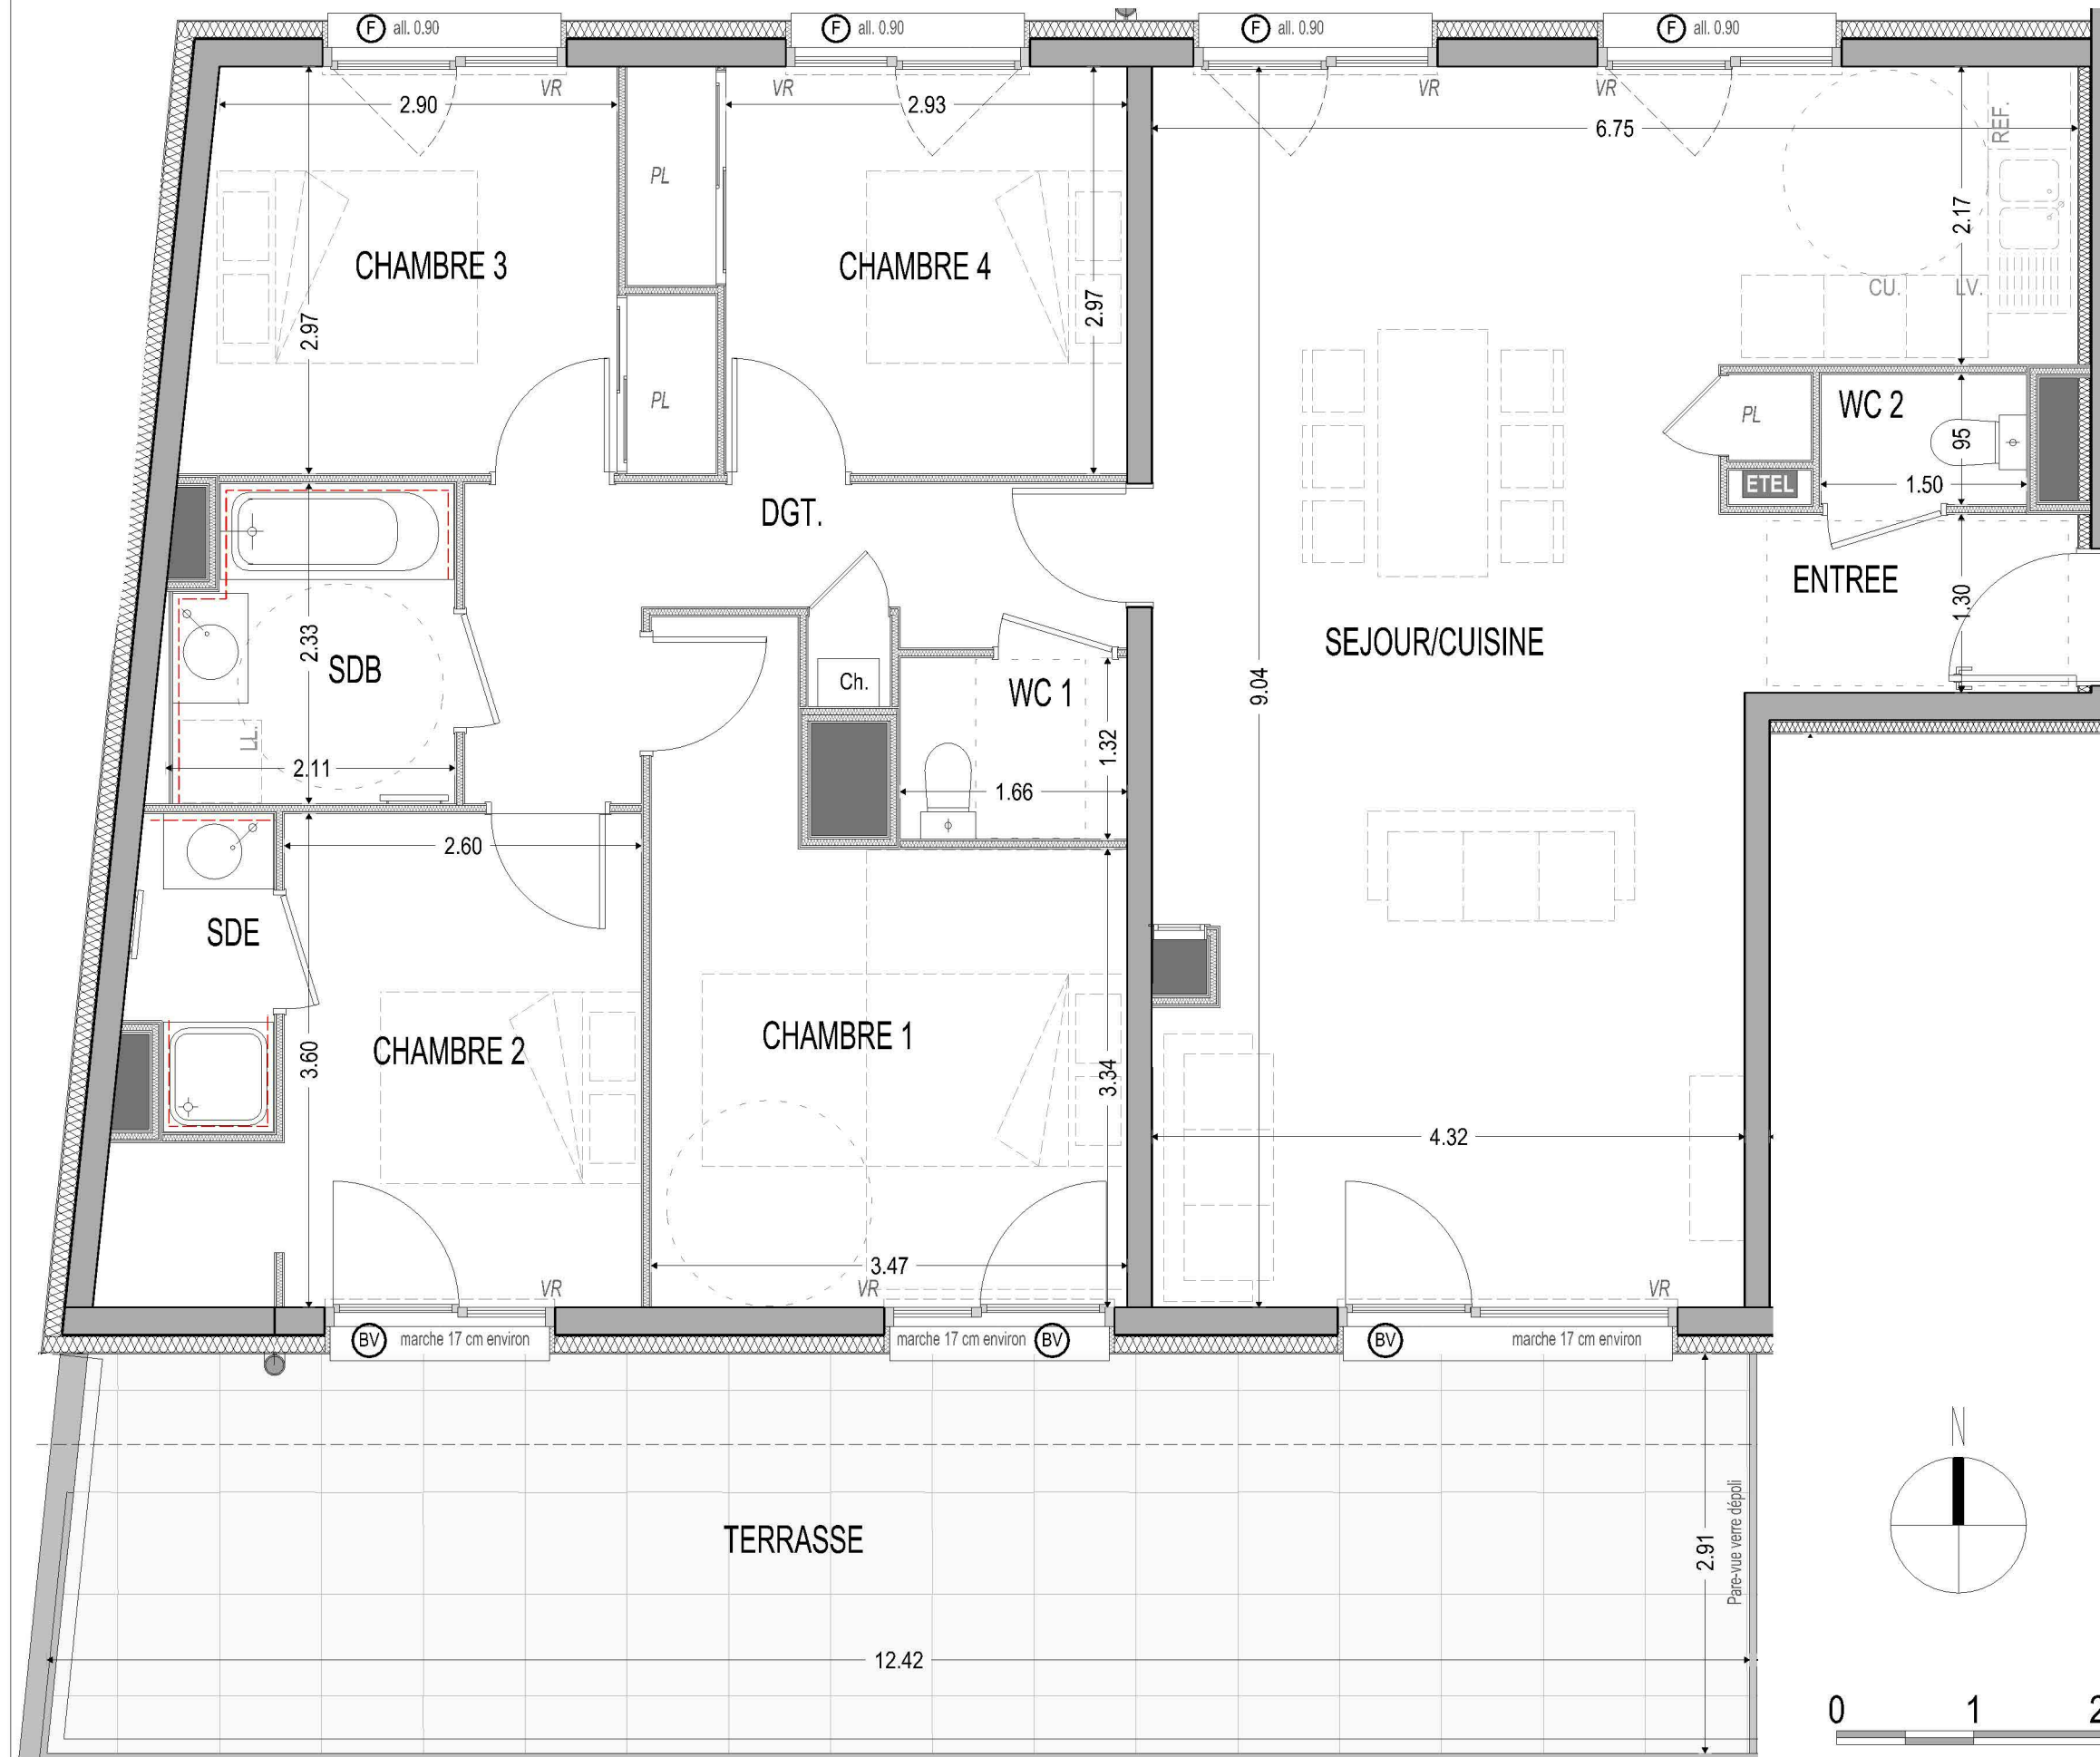 F all. 0.90
F all. 0.90
F all. 0.90
F all. 0.90
VR
VR
VR
VR
2.90
2.93
6.75
REF.
PL
2.17
CHAMBRE 3
CHAMBRE 4
CU.
LV.
2.97
2.97
PL
PL
WC 2
95
ETEL
1.50
DGT.
ENTREE
1.30
SEJOUR/CUISINE
2.33
SDB
Ch.
WC 1
9.04
LL.
1.32
2.11
1.66
2.60
SDE
CHAMBRE 2
3.60
CHAMBRE 1
3.34
4.32
3.47
VR
VR
VR
BV marche 17 cm environ
marche 17 cm environ BV
BV marche 17 cm environ
N
TERRASSE
2.91
Pare-vue verre dépoli
12.42
0 1 2